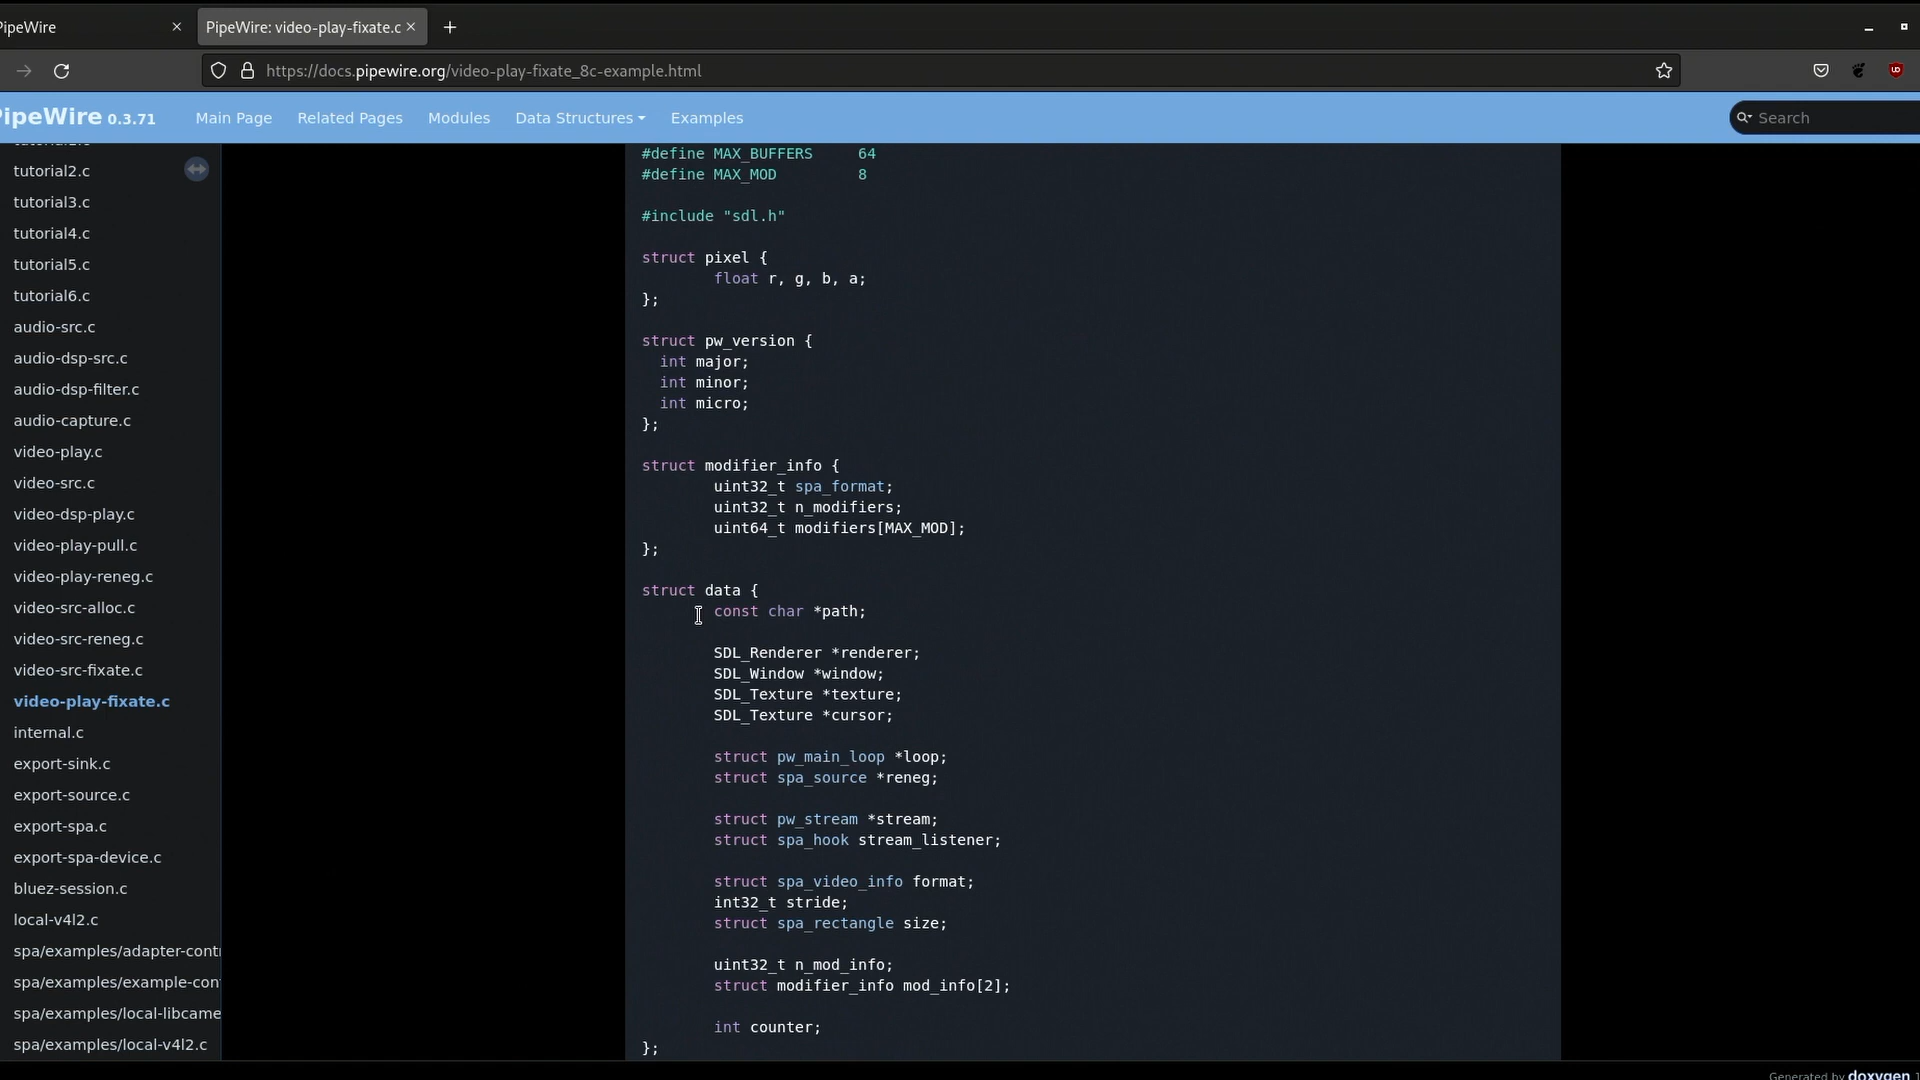 PipeWire
PipeWire: video-play-fixate.c
https://docs.pipewire.org/video-play-fixate_8c-example.html
PipeWire 0.3.71
Main Page
Related Pages
Modules
Data Structures
Examples
Search
tutorial2.c
tutorial3.c
tutorial4.c
tutorial5.c
tutorial6.c
audio-src.c
audio-dsp-src.c
audio-dsp-filter.c
audio-capture.c
video-play.c
video-src.c
video-dsp-play.c
video-play-pull.c
video-play-reneg.c
video-src-alloc.c
video-src-reneg.c
video-src-fixate.c
video-play-fixate.c
internal.c
export-sink.c
export-source.c
export-spa.c
export-spa-device.c
bluez-session.c
local-v4l2.c
spa/examples/adapter-cont
spa/examples/example-con
spa/examples/local-libcame
spa/examples/local-v4l2.c
#define MAX_BUFFERS     64
#define MAX_MOD         8
#include "sdl.h"
struct pixel {
float r, g, b, a;
};
struct pw_version {
int major;
int minor;
int micro;
};
struct modifier_info {
uint32_t spa_format;
uint32_t n_modifiers;
uint64_t modifiers[MAX_MOD];
};
struct data {
const char *path;
SDL_Renderer *renderer;
SDL_Window *window;
SDL_Texture *texture;
SDL_Texture *cursor;
struct pw_main_loop *loop;
struct spa_source *reneg;
struct pw_stream *stream;
struct spa_hook stream_listener;
struct spa_video_info format;
int32_t stride;
struct spa_rectangle size;
uint32_t n_mod_info;
struct modifier_info mod_info[2];
int counter;
};
Generated by doxygen 1